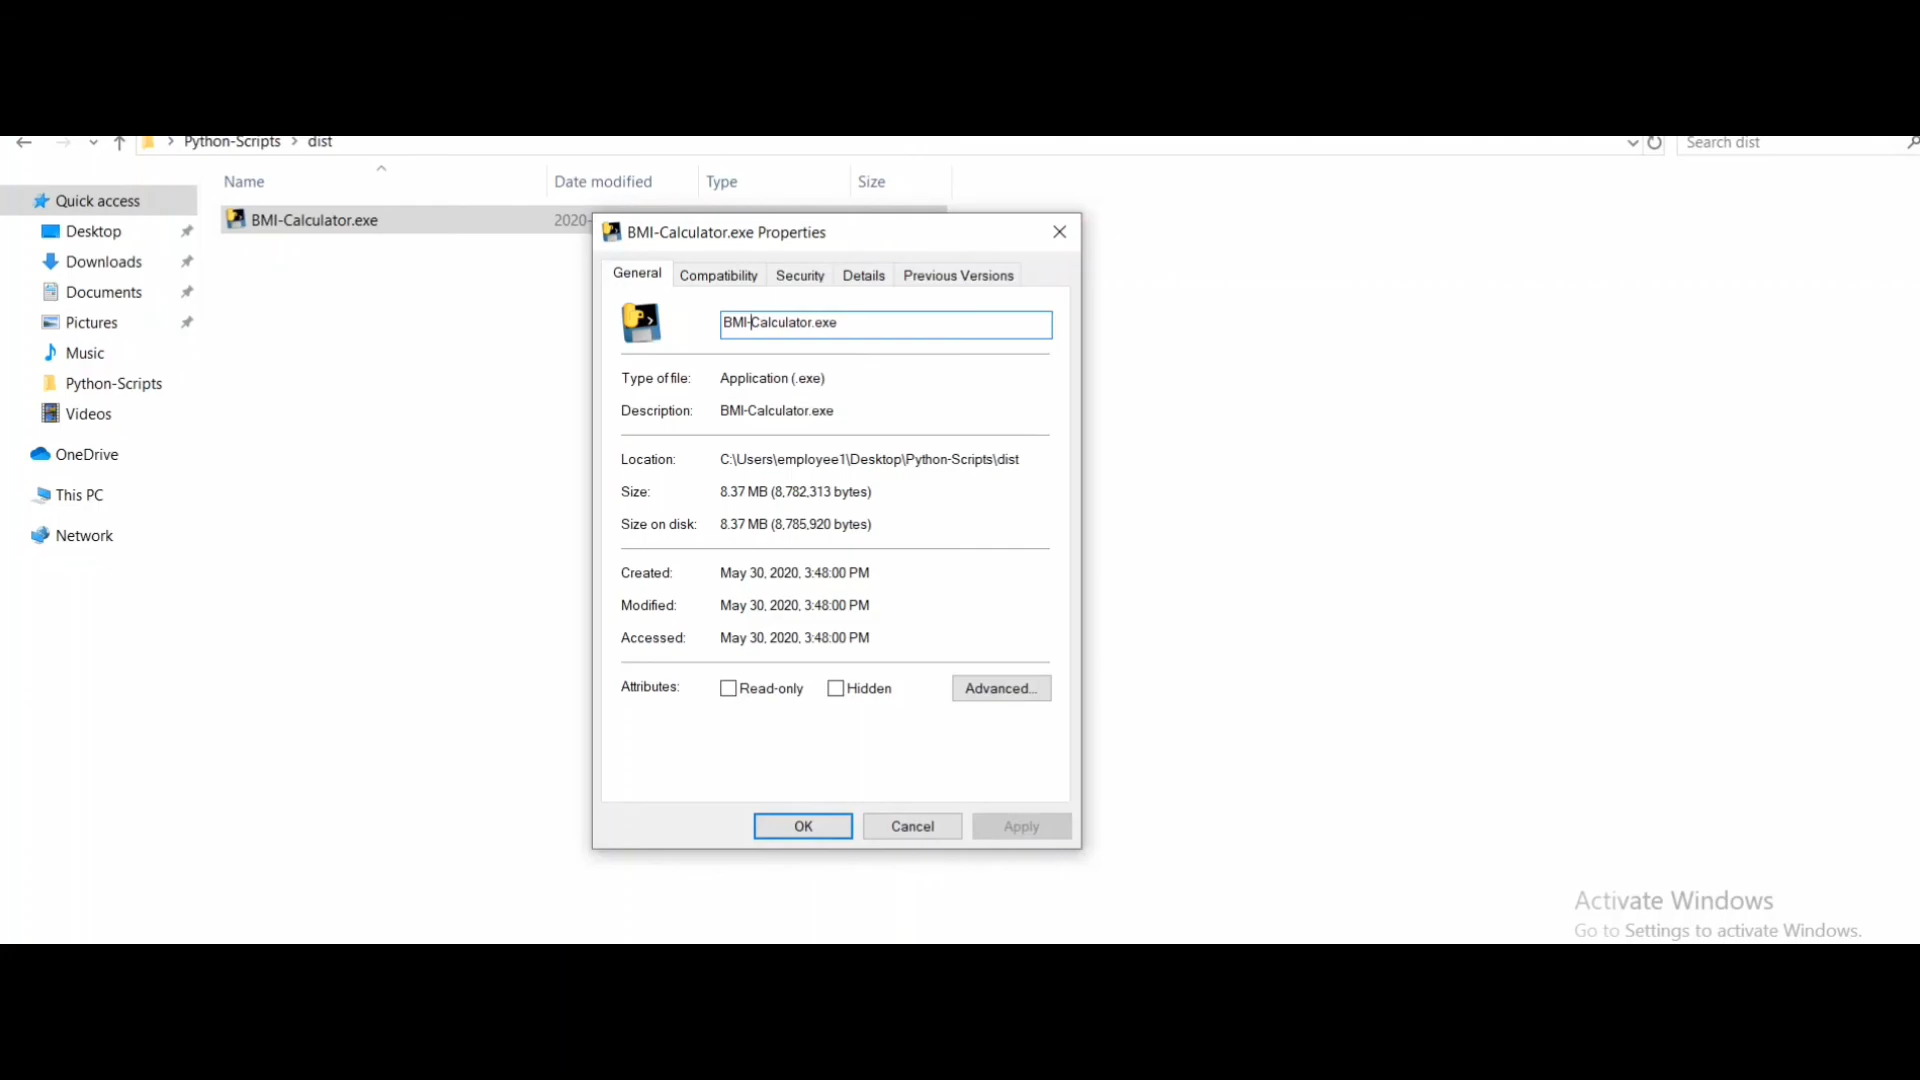 Python-Scripts > dist
Search dist
Name
Date modified
Type
Size
Quick access
Desktop
Downloads
Documents
Pictures
Music
Python-Scripts
Videos
OneDrive
This PC
Network
BMI-Calculator.exe
2020-
BMI-Calculator.exe Properties
General
Compatibility
Security
Details
Previous Versions
BMI-Calculator.exe
Type of file: Application (.exe)
Description: BMI-Calculator.exe
Location: C:\Users\employee1\Desktop\Python-Scripts\dist
Size: 8.37 MB (8,782,313 bytes)
Size on disk: 8.37 MB (8,785,920 bytes)
Created: May 30, 2020, 3:48:00 PM
Modified: May 30, 2020, 3:48:00 PM
Accessed: May 30, 2020, 3:48:00 PM
Attributes: Read-only Hidden Advanced...
OK Cancel Apply
Activate Windows
Go to Settings to activate Windows.